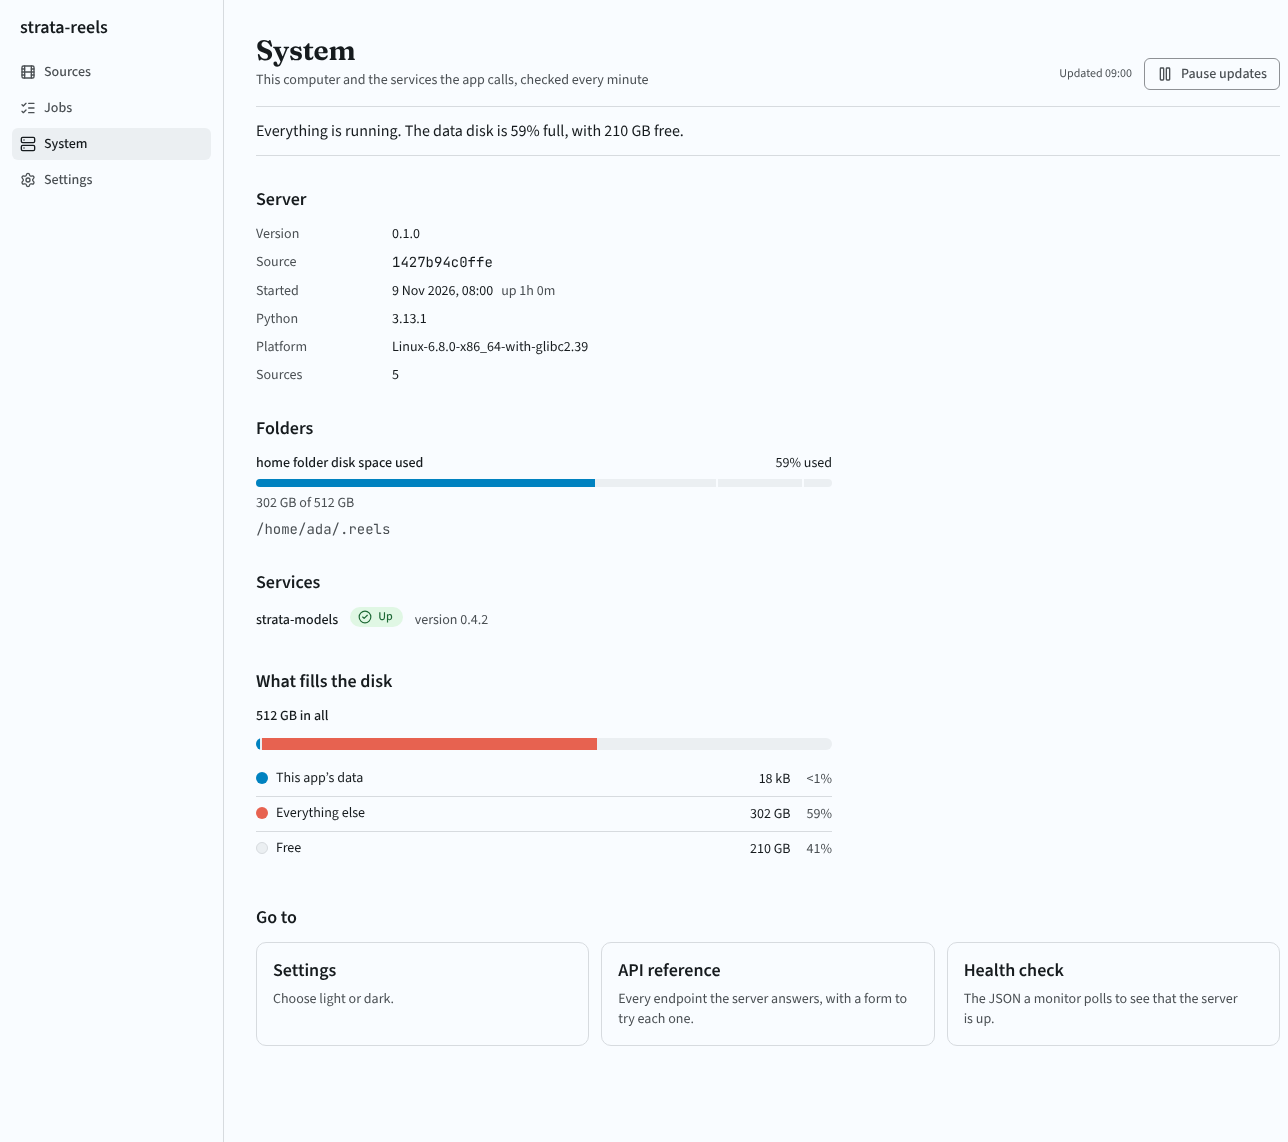 strata-reels
Sources
Jobs
System
Settings
System
This computer and the services the app calls, checked every minute
Updated 09:00
Pause updates
Everything is running. The data disk is 59% full, with 210 GB free.
Server
Version 0.1.0
Source 1427b94c0ffe
Started 9 Nov 2026, 08:00 up 1h 0m
Python 3.13.1
Platform Linux-6.8.0-x86_64-with-glibc2.39
Sources 5
Folders
home folder disk space used 59% used
302 GB of 512 GB
/home/ada/.reels
Services
strata-models Up version 0.4.2
What fills the disk
512 GB in all
This app’s data 18 kB <1%
Everything else 302 GB 59%
Free 210 GB 41%
Go to
Settings
Choose light or dark.
API reference
Every endpoint the server answers, with a form to
try each one.
Health check
The JSON a monitor polls to see that the server
is up.